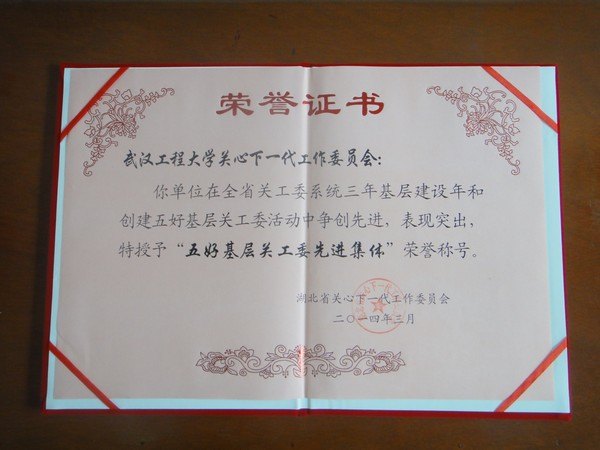 荣誉证书
武汉工程大学关心下一代工作委员会：
你单位在全省关工委系统三年基层建设年和
创建五好基层关工委活动中争创先进，表现突出，
特授予“五好基层关工委先进集体”荣誉称号。
湖北省关心下一代工作委员会
二〇一四年三月